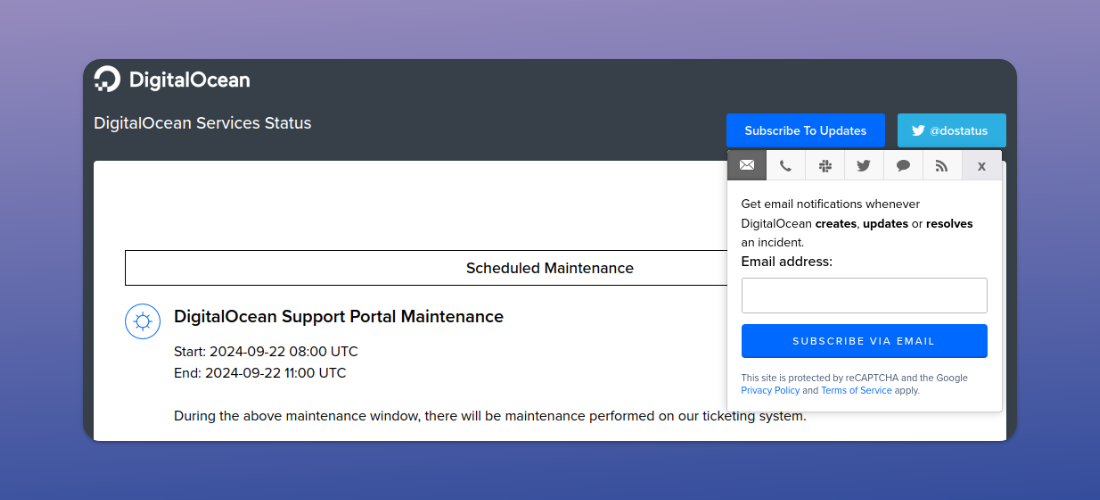 DigitalOcean
DigitalOcean Services Status
Subscribe To Updates
@dostatus
x
Get email notifications whenever
DigitalOcean creates, updates or resolves
an incident.
Email address:
SUBSCRIBE VIA EMAIL
This site is protected by reCAPTCHA and the Google
Privacy Policy and Terms of Service apply.
Scheduled Maintenance
DigitalOcean Support Portal Maintenance
Start: 2024-09-22 08:00 UTC
End: 2024-09-22 11:00 UTC
During the above maintenance window, there will be maintenance performed on our ticketing system.